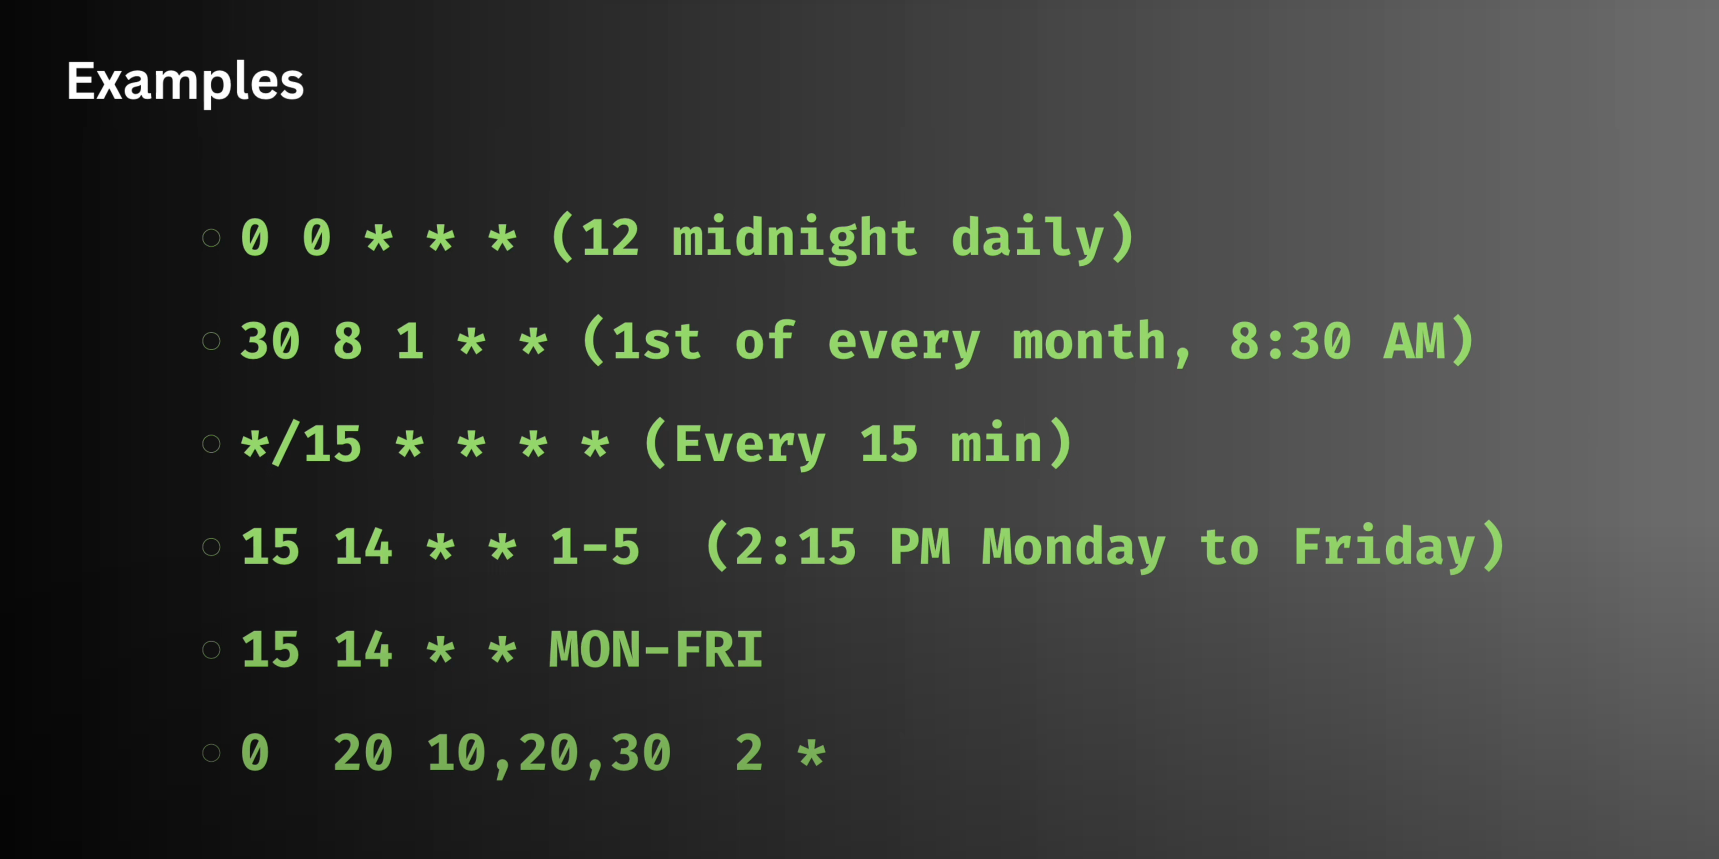 Examples
0 0 * * * (12 midnight daily)
30 8 1 * * (1st of every month, 8:30 AM)
*/15 * * * * (Every 15 min)
15 14 * * 1-5  (2:15 PM Monday to Friday)
15 14 * * MON-FRI
0  20 10,20,30  2 *